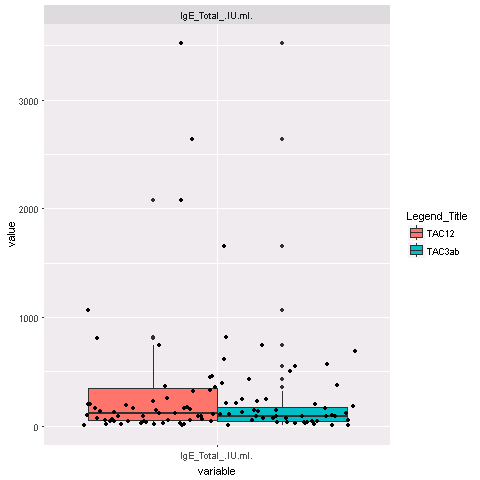 IgE_Total_.IU.ml.
3000
2000
1000
0
value
IgE_Total_.IU.ml.
variable
Legend_Title
TAC12
TAC3ab